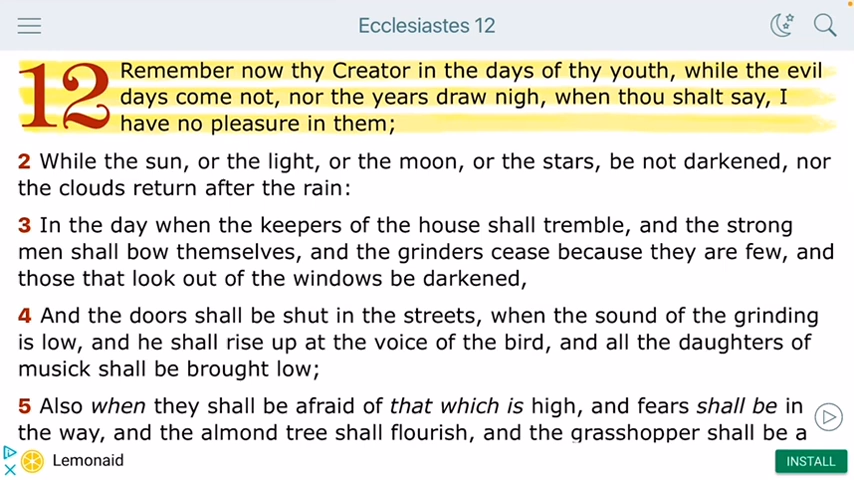 Ecclesiastes 12
12 Remember now thy Creator in the days of thy youth, while the evil
days come not, nor the years draw nigh, when thou shalt say, I
have no pleasure in them;
2 While the sun, or the light, or the moon, or the stars, be not darkened, nor
the clouds return after the rain:
3 In the day when the keepers of the house shall tremble, and the strong
men shall bow themselves, and the grinders cease because they are few, and
those that look out of the windows be darkened,
4 And the doors shall be shut in the streets, when the sound of the grinding
is low, and he shall rise up at the voice of the bird, and all the daughters of
musick shall be brought low;
5 Also when they shall be afraid of that which is high, and fears shall be in
the way, and the almond tree shall flourish, and the grasshopper shall be a
Lemonaid
INSTALL